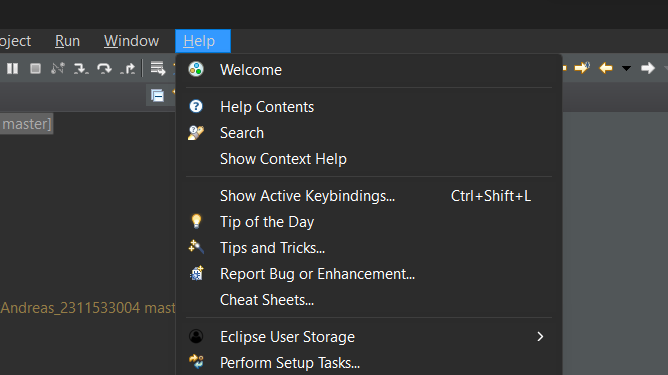 oject Run Window Help
Welcome
Help Contents
Search
master]
Show Context Help
Show Active Keybindings... Ctrl+Shift+L
Tip of the Day
Tips and Tricks...
Report Bug or Enhancement...
Cheat Sheets...
Andreas_2311533004 mast
Eclipse User Storage
Perform Setup Tasks...